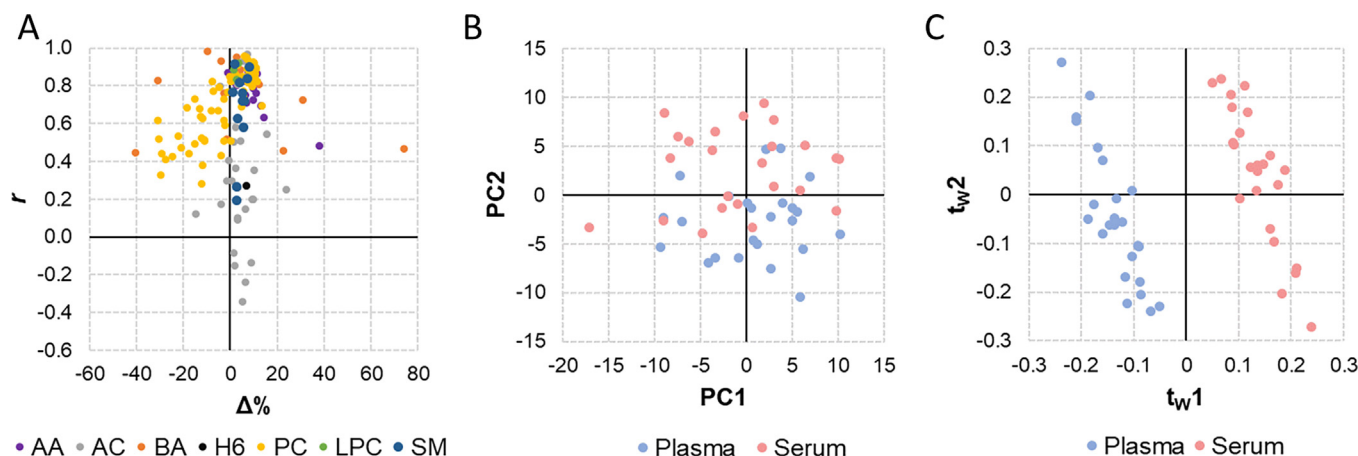 A
1.0
0.8
0.6
0.4
0.2
0.0
-0.2
-0.4
-0.6
r
-60 -40 -20 0 20 40 60 80
Δ%
AA AC BA H6 PC LPC SM
B
15
10
5
0
-5
-10
-15
PC2
-20 -15 -10 -5 0 5 10 15
PC1
Plasma Serum
C
0.3
0.2
0.1
0
-0.1
-0.2
-0.3
tw2
-0.3 -0.2 -0.1 0 0.1 0.2 0.3
tw1
Plasma Serum